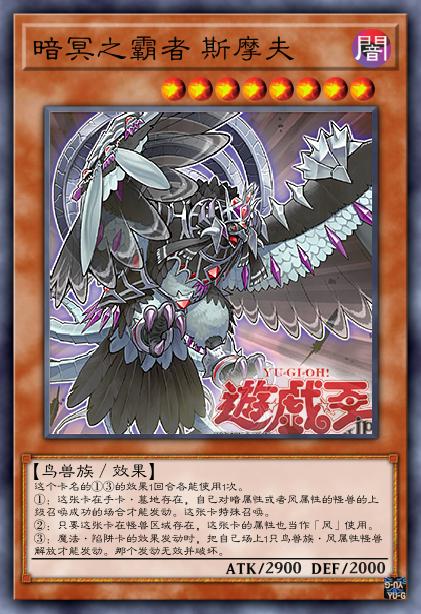 暗冥之霸者 斯摩夫
闇
YU-GI-OH!
遊戯王
.jp
【鸟兽族／效果】
这个卡名的①③的效果1回合各能使用1次。
①：这张卡在手卡·墓地存在，自己对暗属性或者风属性的怪兽的上
级召唤成功的场合才能发动。这张卡特殊召唤。
②：只要这张卡在怪兽区域存在，这张卡的属性也当作「风」使用。
③：魔法·陷阱卡的效果发动时，把自己场上1只鸟兽族·风属性怪兽
解放才能发动。那个发动无效并破坏。
ATK/2900 DEF/2000